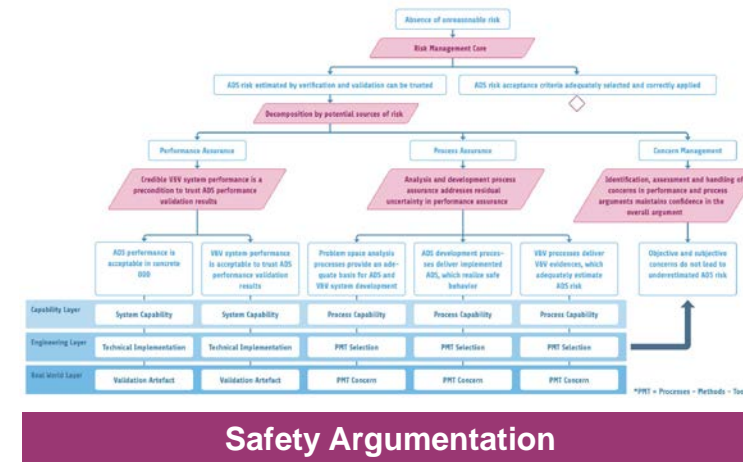 Absence of unreasonable risk
Risk Management Core
ADS risk estimated by verification and validation can be trusted
ADS risk acceptance criteria adequately selected and correctly applied
Decomposition by potential sources of risk
Performance Assurance
Process Assurance
Concern Management
Credible V&V system performance is a
precondition to trust ADS performance
validation results
Analysis and development process
assurance addresses residual
uncertainty in performance assurance
Identification, assessment and handling of
concerns in performance and process
arguments maintains confidence in the
overall argument
ADS performance is
acceptable in concrete
ODD
V&V system performance
is acceptable to trust ADS
performance validation
results
Problem space analysis
processes provide an ade-
quate basis for ADS and
V&V system development
ADS development proces-
ses deliver implemented
ADS, which realize safe
behavior
V&V processes deliver
V&V evidences, which
adequately estimate
ADS risk
Objective and subjective
concerns do not lead to
underestimated ADS risk
Capability Layer
System Capability
System Capability
Process Capability
Process Capability
Process Capability
Engineering Layer
Technical Implementation
Technical Implementation
PMT Selection
PMT Selection
PMT Selection
Real World Layer
Validation Artefact
Validation Artefact
PMT Concern
PMT Concern
PMT Concern
*PMT = Processes - Methods - Too
Safety Argumentation